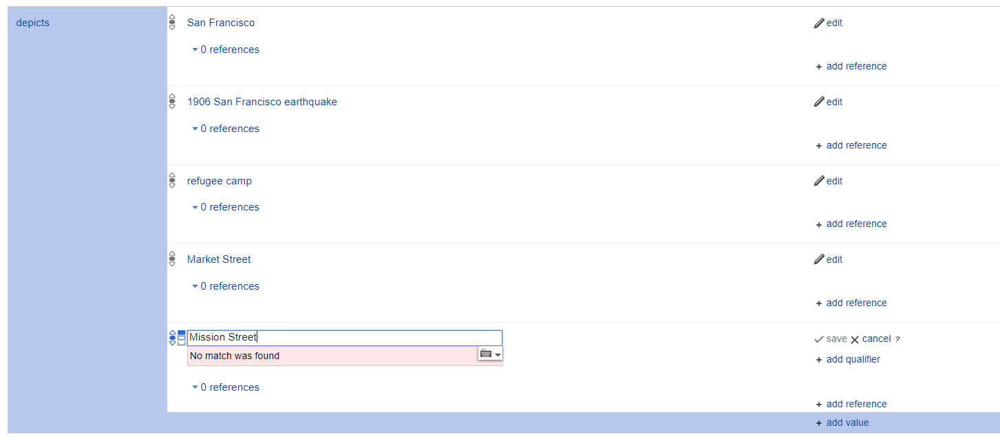 depicts
San Francisco
edit
0 references
+ add reference
1906 San Francisco earthquake
edit
0 references
+ add reference
refugee camp
edit
0 references
+ add reference
Market Street
edit
0 references
+ add reference
Mission Street
save cancel ?
No match was found
+ add qualifier
0 references
+ add reference
+ add value